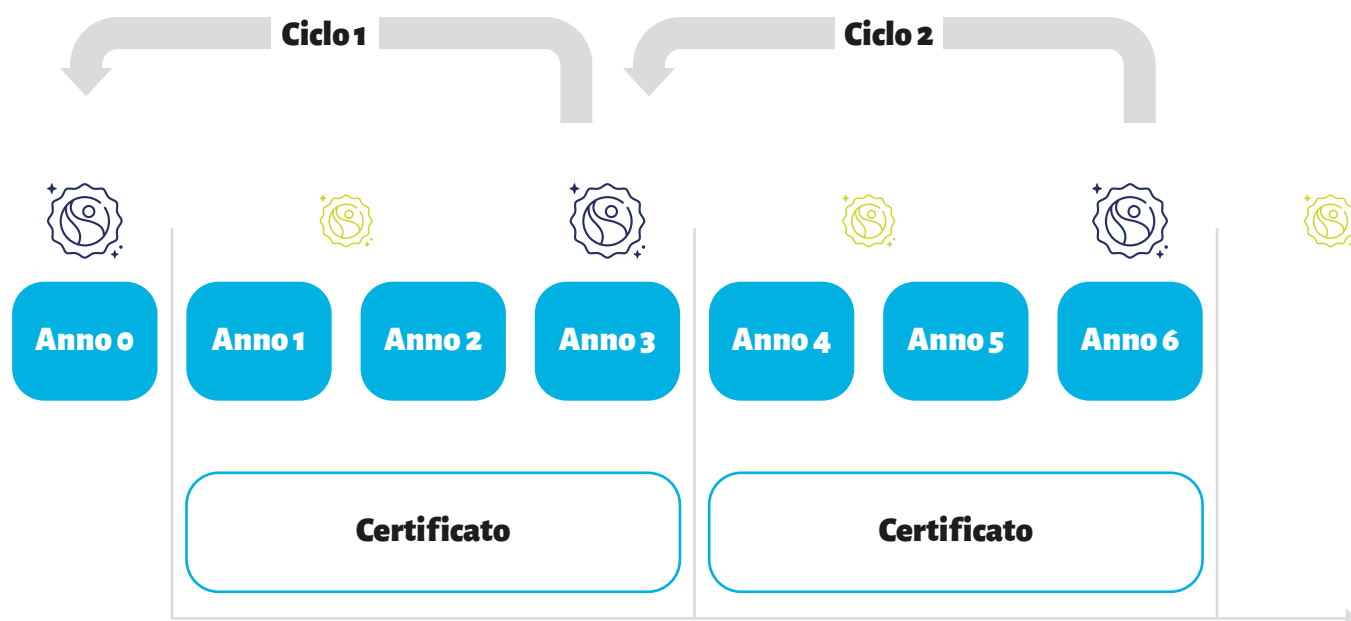 Ciclo 1
Ciclo 2
Anno 0
Anno 1
Anno 2
Anno 3
Anno 4
Anno 5
Anno 6
Certificato
Certificato